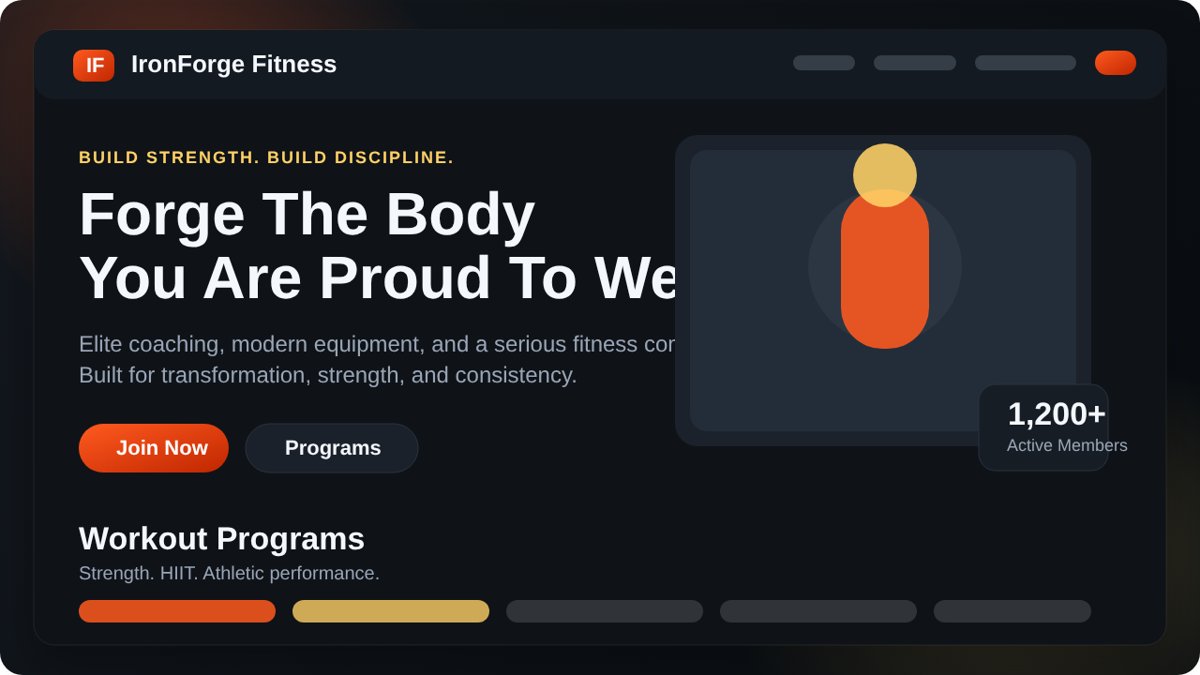 IF IronForge Fitness
BUILD STRENGTH. BUILD DISCIPLINE.
Forge The Body
You Are Proud To We
Elite coaching, modern equipment, and a serious fitness cor
Built for transformation, strength, and consistency.
Join Now Programs
1,200+
Active Members
Workout Programs
Strength. HIIT. Athletic performance.